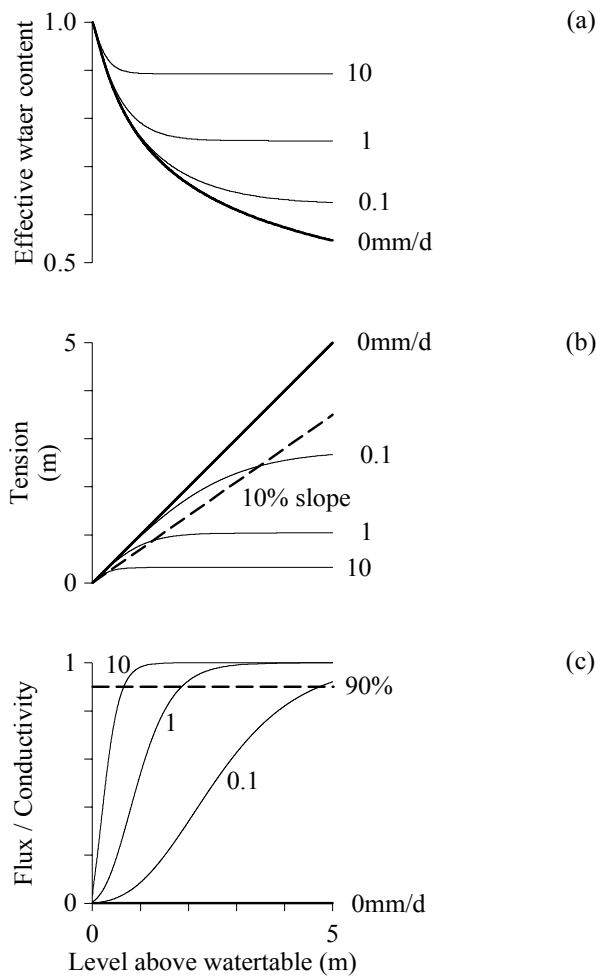 (a)
1.0
10
1
0.1
0mm/d
0.5
Effective wtaer content
(b)
5
0mm/d
0.1
10% slope
1
10
0
Tension
(m)
(c)
1
10
90%
1
0.1
0
0mm/d
Flux / Conductivity
0
5
Level above watertable (m)